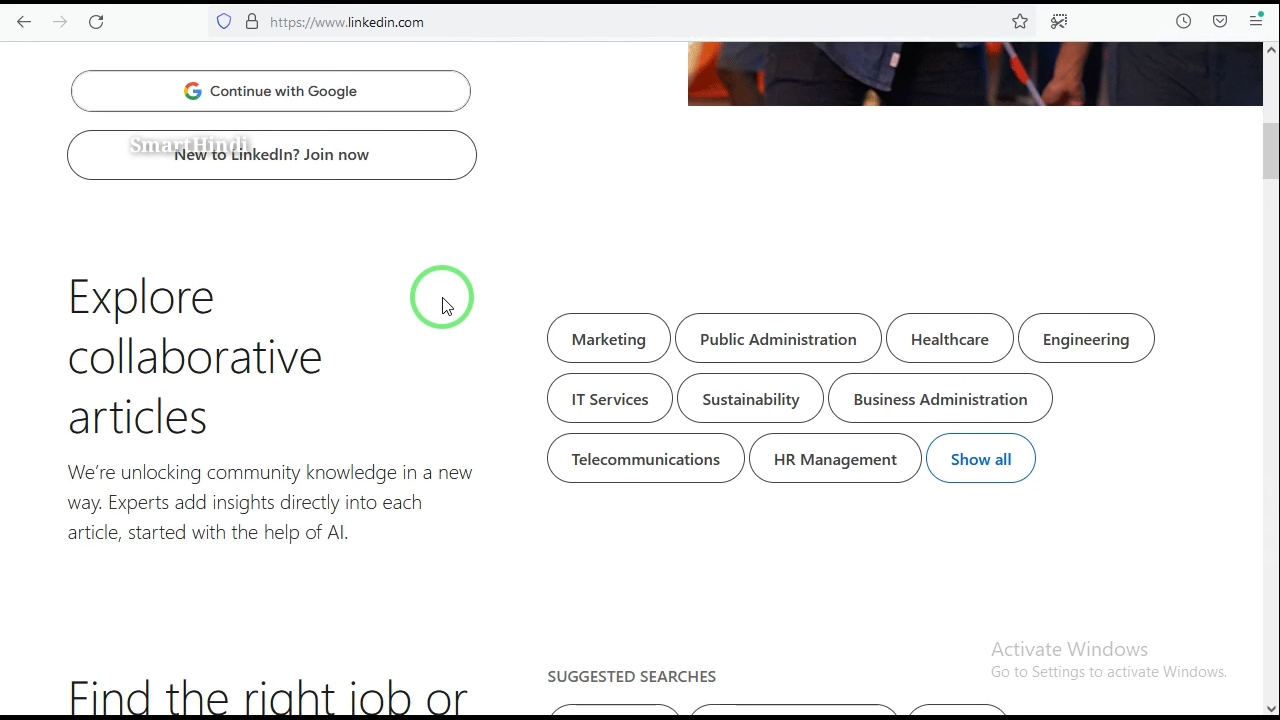 https://www.linkedin.com
Continue with Google
SmartHindi
New to LinkedIn? Join now
Explore
collaborative
articles
We're unlocking community knowledge in a new
way. Experts add insights directly into each
article, started with the help of AI.
Marketing
Public Administration
Healthcare
Engineering
IT Services
Sustainability
Business Administration
Telecommunications
HR Management
Show all
Activate Windows
Go to Settings to activate Windows.
Find the right job or
SUGGESTED SEARCHES